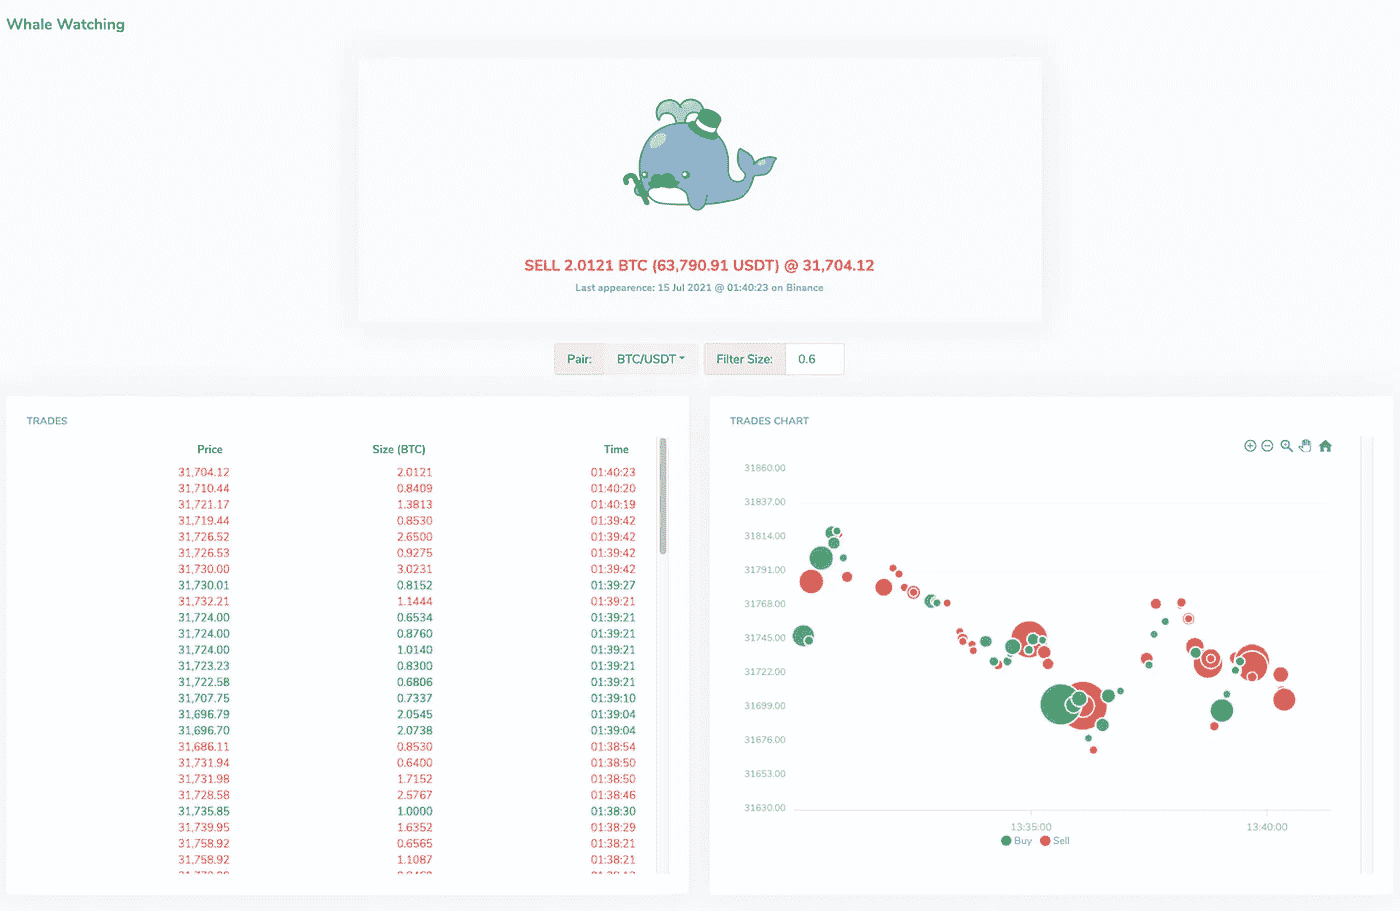 Whale Watching
SELL 2.0121 BTC (63,790.91 USDT) @ 31,704.12
Last appearence: 15 Jul 2021 @ 01:40:23 on Binance
Pair: BTC/USDT Filter Size: 0.6
TRADES
Price Size (BTC) Time
31,704.12 2.0121 01:40:23
31,710.44 0.8409 01:40:20
31,721.17 1.3813 01:40:19
31,719.44 0.8530 01:39:42
31,726.52 2.6500 01:39:42
31,726.53 0.9275 01:39:42
31,730.00 3.0231 01:39:42
31,730.01 0.8152 01:39:27
31,732.21 1.1444 01:39:21
31,724.00 0.6534 01:39:21
31,724.00 0.8760 01:39:21
31,724.00 1.0140 01:39:21
31,723.23 0.8300 01:39:21
31,722.58 0.6806 01:39:21
31,707.75 0.7337 01:39:10
31,696.79 2.0545 01:39:04
31,696.70 2.0738 01:39:04
31,686.11 0.8530 01:38:54
31,731.94 0.6400 01:38:50
31,731.98 1.7152 01:38:50
31,728.58 2.5767 01:38:46
31,735.85 1.0000 01:38:30
31,739.95 1.6352 01:38:29
31,758.92 0.6565 01:38:21
31,758.92 1.1087 01:38:21
TRADES CHART
31860.00
31837.00
31814.00
31791.00
31768.00
31745.00
31722.00
31699.00
31676.00
31653.00
31630.00
13:35:00 13:40:00
Buy Sell